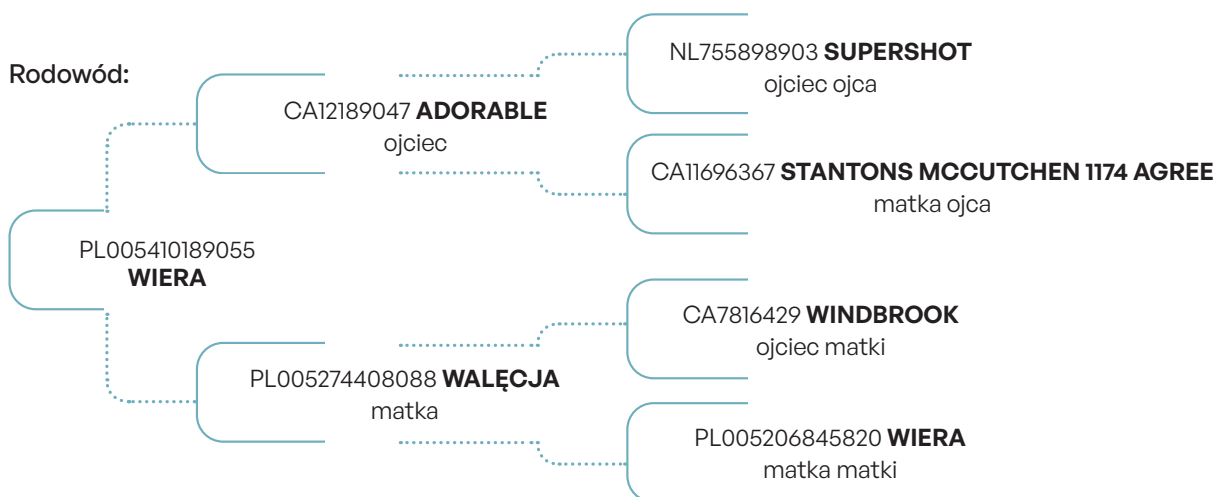 Rodowód:
NL755898903 SUPERSHOT
ojciec ojca
CA12189047 ADORABLE
ojciec
CA11696367 STANTONS MCCUTCHEN 1174 AGREE
matka ojca
PL005410189055
WIERA
CA7816429 WINDBROOK
ojciec matki
PL005274408088 WALĘCJA
matka
PL005206845820 WIERA
matka matki